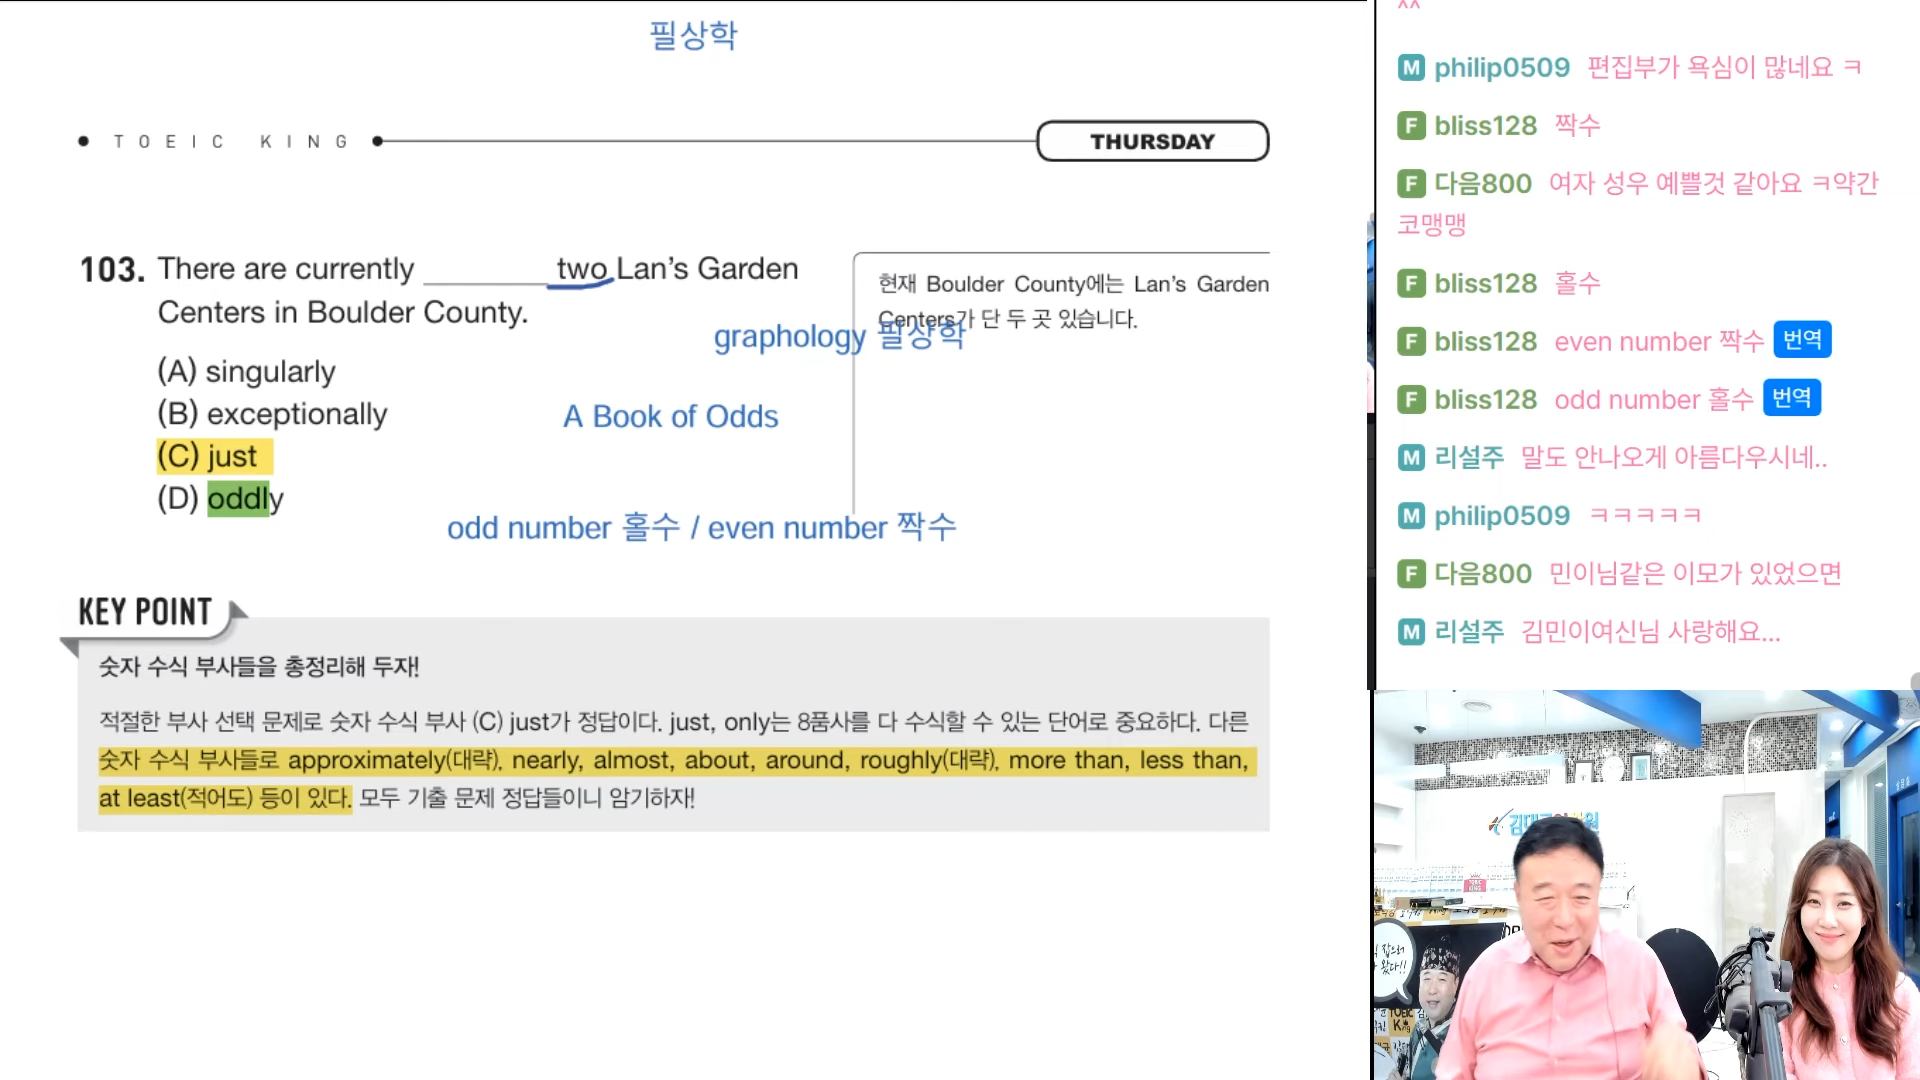 필상학
TOEIC KING
THURSDAY
103. There are currently ________ two Lan's Garden
Centers in Boulder County.
(A) singularly
(B) exceptionally
(C) just
(D) oddly
현재 Boulder County에는 Lan's Garden
Centers가 단 두 곳 있습니다.
graphology 필상학
A Book of Odds
odd number 홀수 / even number 짝수
KEY POINT
숫자 수식 부사들을 총정리해 두자!
적절한 부사 선택 문제로 숫자 수식 부사 (C) just가 정답이다. just, only는 8품사를 다 수식할 수 있는 단어로 중요하다. 다른
숫자 수식 부사들로 approximately(대략), nearly, almost, about, around, roughly(대략), more than, less than,
at least(적어도) 등이 있다. 모두 기출 문제 정답들이니 암기하자!
M philip0509 편집부가 욕심이 많네요 ㅋ
F bliss128 짝수
F 다음800 여자 성우 예쁠것 같아요 ㅋ약간
코맹맹
F bliss128 홀수
F bliss128 even number 짝수 번역
F bliss128 odd number 홀수 번역
M 리설주 말도 안나오게 아름다우시네..
M philip0509 ㅋㅋㅋㅋㅋ
F 다음800 민이님같은 이모가 있었으면
M 리설주 김민이여신님 사랑해요...
TOEIC